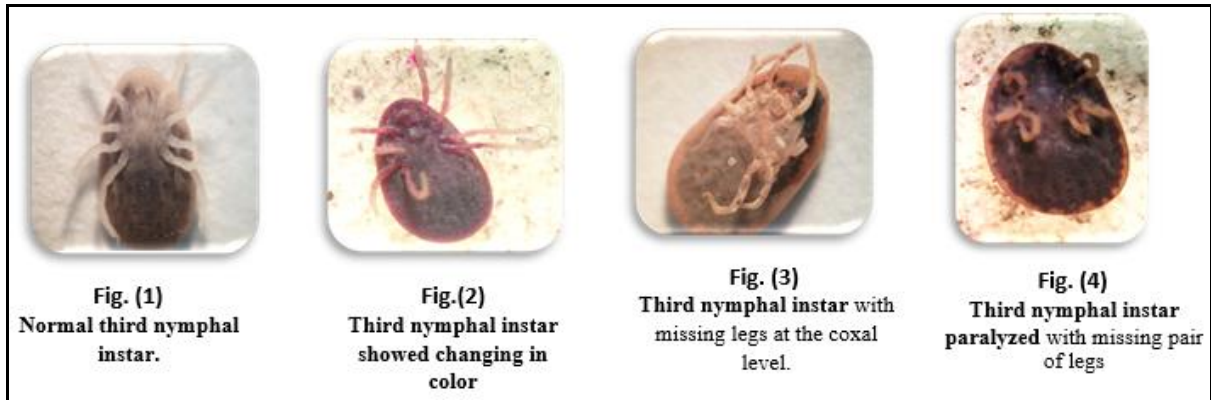 Fig. (1)
Normal third nymphal
instar.
Fig.(2)
Third nymphal instar
showed changing in
color
Fig. (3)
Third nymphal instar with
missing legs at the coxal
level.
Fig. (4)
Third nymphal instar
paralyzed with missing pair
of legs